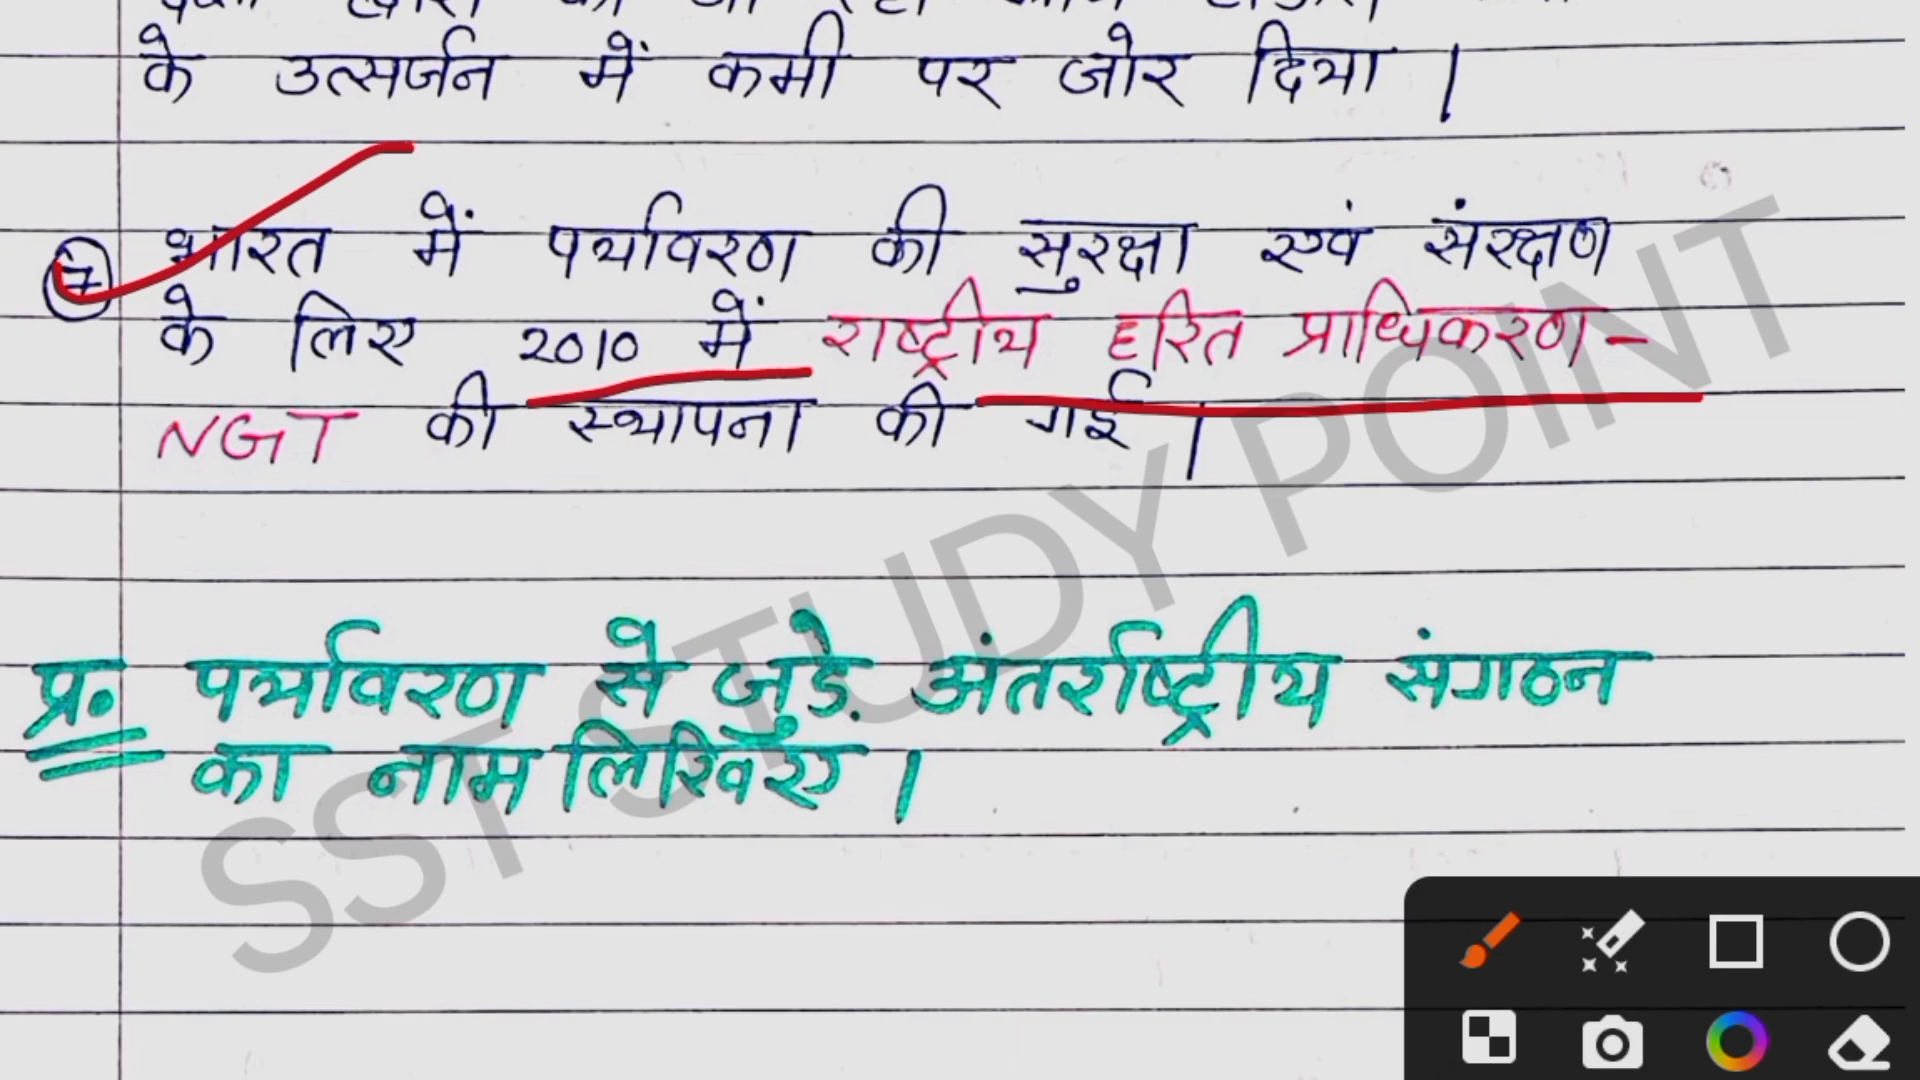 के उत्सर्जन में कमी पर जोर दिया |
7 भारत में पर्यावरण की सुरक्षा एवं संरक्षण
के लिए 2010 में राष्ट्रीय हरित प्राधिकरण -
NGT की स्थापना की गई |
प्र॰ पर्यावरण से जुड़े अंतर्राष्ट्रीय संगठन
का नाम लिखिए |
SST STUDY POINT